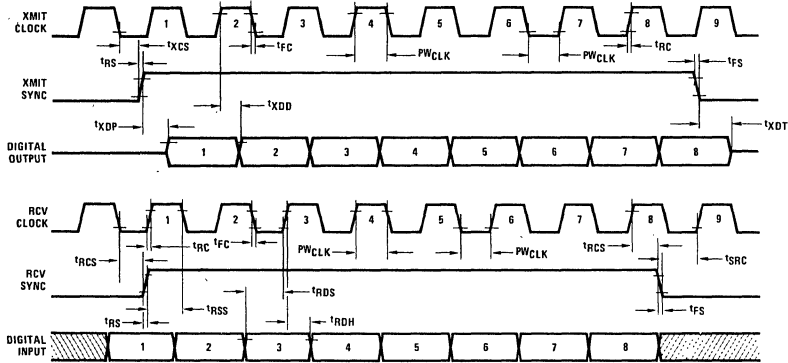 XMIT CLOCK 1 2 3 4 5 6 7 8 9
tXCS tFC PWCLK PWCLK tRC
tRS tFS
XMIT SYNC
tXDD
tXDP tXDT
DIGITAL OUTPUT 1 2 3 4 5 6 7 8
RCV CLOCK 1 2 3 4 5 6 7 8 9
tRC tFC PWCLK PWCLK tRCS
tRCS tSRC
RCV SYNC
tRDS
tRSS tFS
tRS tRDH
DIGITAL INPUT 1 2 3 4 5 6 7 8